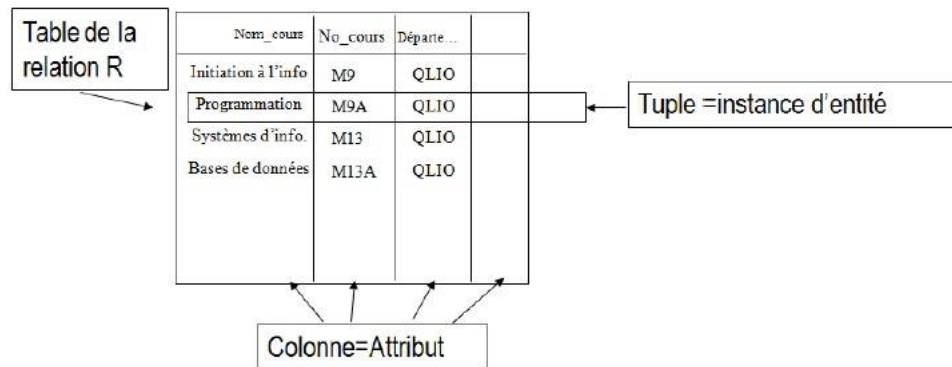 Table de la
relation R
Nom_cours No_cours Départe...
Initiation à l'info M9 QLIO
Programmation M9A QLIO
Tuple =instance d'entité
Systèmes d'info. M13 QLIO
Bases de données M13A QLIO
Colonne=Attribut